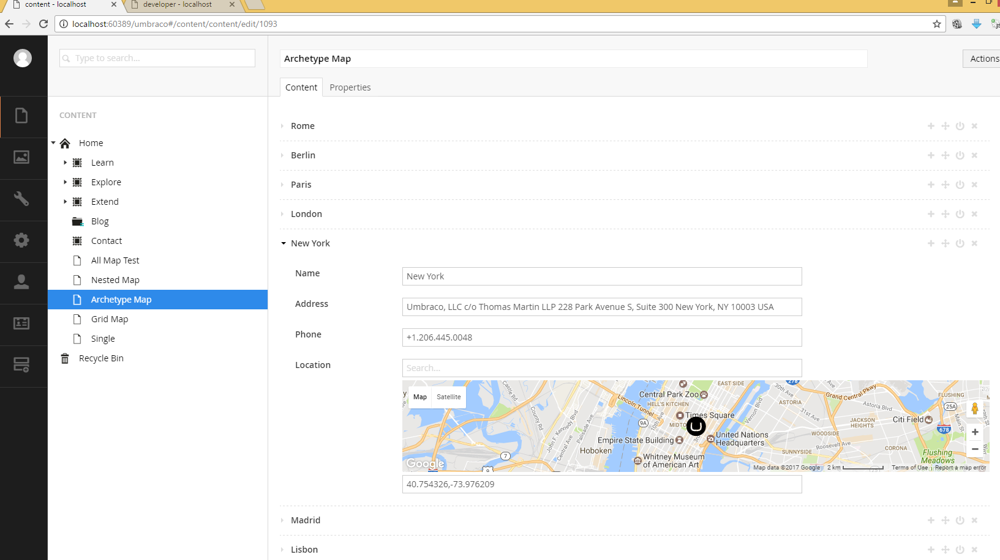 content - localhost
developer - localhost
localhost:60389/umbraco#/content/content/edit/1093
Type to search...
Archetype Map
Actions
Content
Properties
CONTENT
Home
Learn
Explore
Extend
Blog
Contact
All Map Test
Nested Map
Archetype Map
Grid Map
Single
Recycle Bin
Rome
Berlin
Paris
London
New York
Name
New York
Address
Umbraco, LLC c/o Thomas Martin LLP 228 Park Avenue S, Suite 300 New York, NY 10003 USA
Phone
+1.206.445.0048
Location
Search...
Map
Satellite
Castle Rd
County Rd
John F. Kennedy Blvd
Central Ave
Palisade Ave
7
9
Hoboken
Lincoln Tunnel
9A
10th Ave
HELL'S KITCHEN
Central Park Zoo
EAST SIDE
Times Square
MIDTO
Empire State Building
United Nations
Headquarters
Whitney Museum
of American Art
Vernon Blvd
278
30th Ave
31st Ave
ASTORIA
Grand Central Pkwy
Astoria Blvd
JACKSON
HEIGHTS
WOODSIDE
Roosevelt Ave
SUNNYSIDE
CORONA
Citi Field
FLUSHING
25A
Main St
678
Flushing
Meadows
Google
Map data ©2017 Google
2 km
Terms of Use
Report a map error
40.754326,-73.976209
Madrid
Lisbon